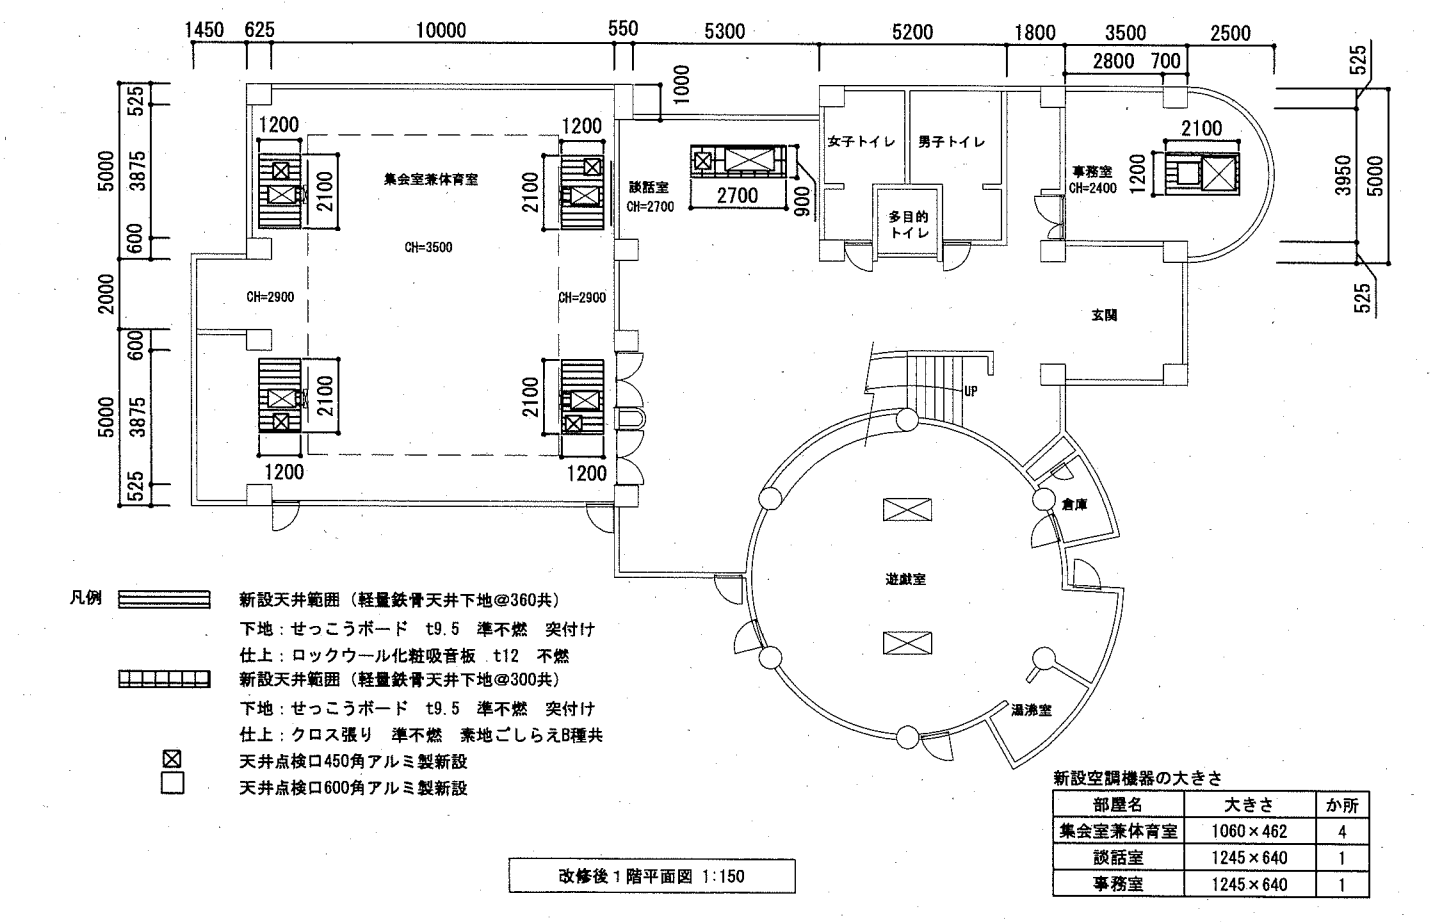 1450 625 10000 550 5300 5200 1800 3500 2500
2800 700
525
1000
525
3875
5000
600
2000
600
5000
3875
525
1200
2100
1200
2100
集会室兼体育室
CH=3500
CH=2900
CH=2900
談話室
CH=2700
2700
900
女子トイレ
男子トイレ
多目的
トイレ
事務室
CH=2400
2100
1200
3950
5000
525
玄関
UP
2100
1200
2100
1200
倉庫
遊戯室
湯沸室
凡例
新設天井範囲（軽量鉄骨天井下地@360共）
下地：せっこうボード t9.5 準不燃 突付け
仕上：ロックウール化粧吸音板 t12 不燃
新設天井範囲（軽量鉄骨天井下地@300共）
下地：せっこうボード t9.5 準不燃 突付け
仕上：クロス張り 準不燃 素地ごしらえB種共
天井点検口450角アルミ製新設
天井点検口600角アルミ製新設
改修後１階平面図 1:150
新設空調機器の大きさ
部屋名 大きさ か所
集会室兼体育室 1060×462 4
談話室 1245×640 1
事務室 1245×640 1